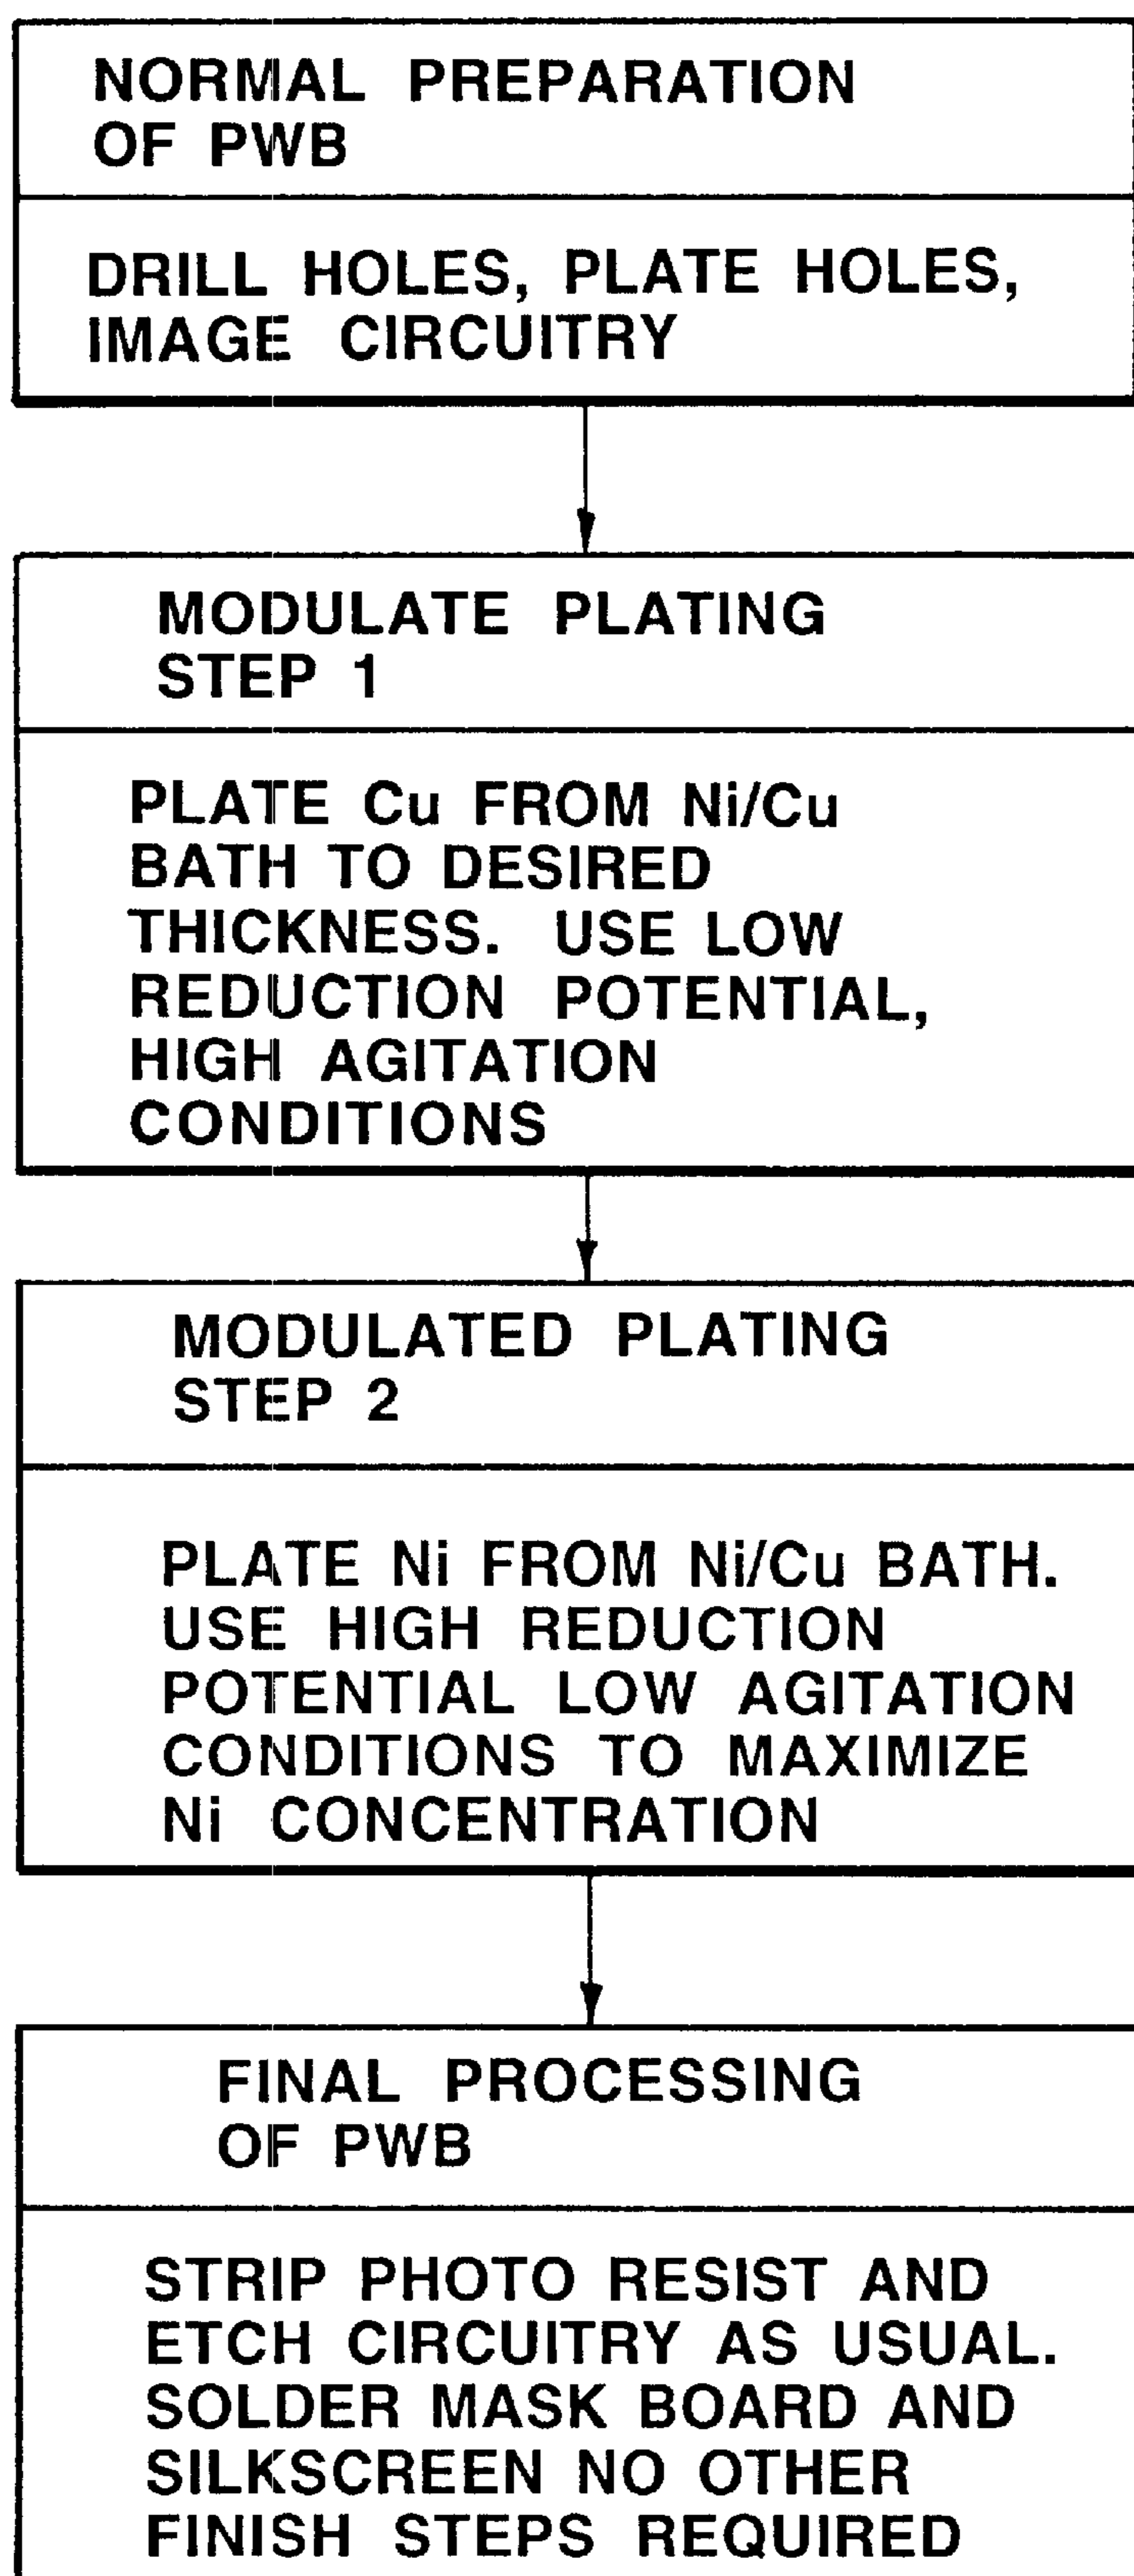 NORMAL PREPARATION
OF PWB
DRILL HOLES, PLATE HOLES,
IMAGE CIRCUITRY
MODULATE PLATING
STEP 1
PLATE Cu FROM Ni/Cu
BATH TO DESIRED
THICKNESS. USE LOW
REDUCTION POTENTIAL,
HIGH AGITATION
CONDITIONS
MODULATED PLATING
STEP 2
PLATE Ni FROM Ni/Cu BATH.
USE HIGH REDUCTION
POTENTIAL LOW AGITATION
CONDITIONS TO MAXIMIZE
Ni CONCENTRATION
FINAL PROCESSING
OF PWB
STRIP PHOTO RESIST AND
ETCH CIRCUITRY AS USUAL.
SOLDER MASK BOARD AND
SILKSCREEN NO OTHER
FINISH STEPS REQUIRED